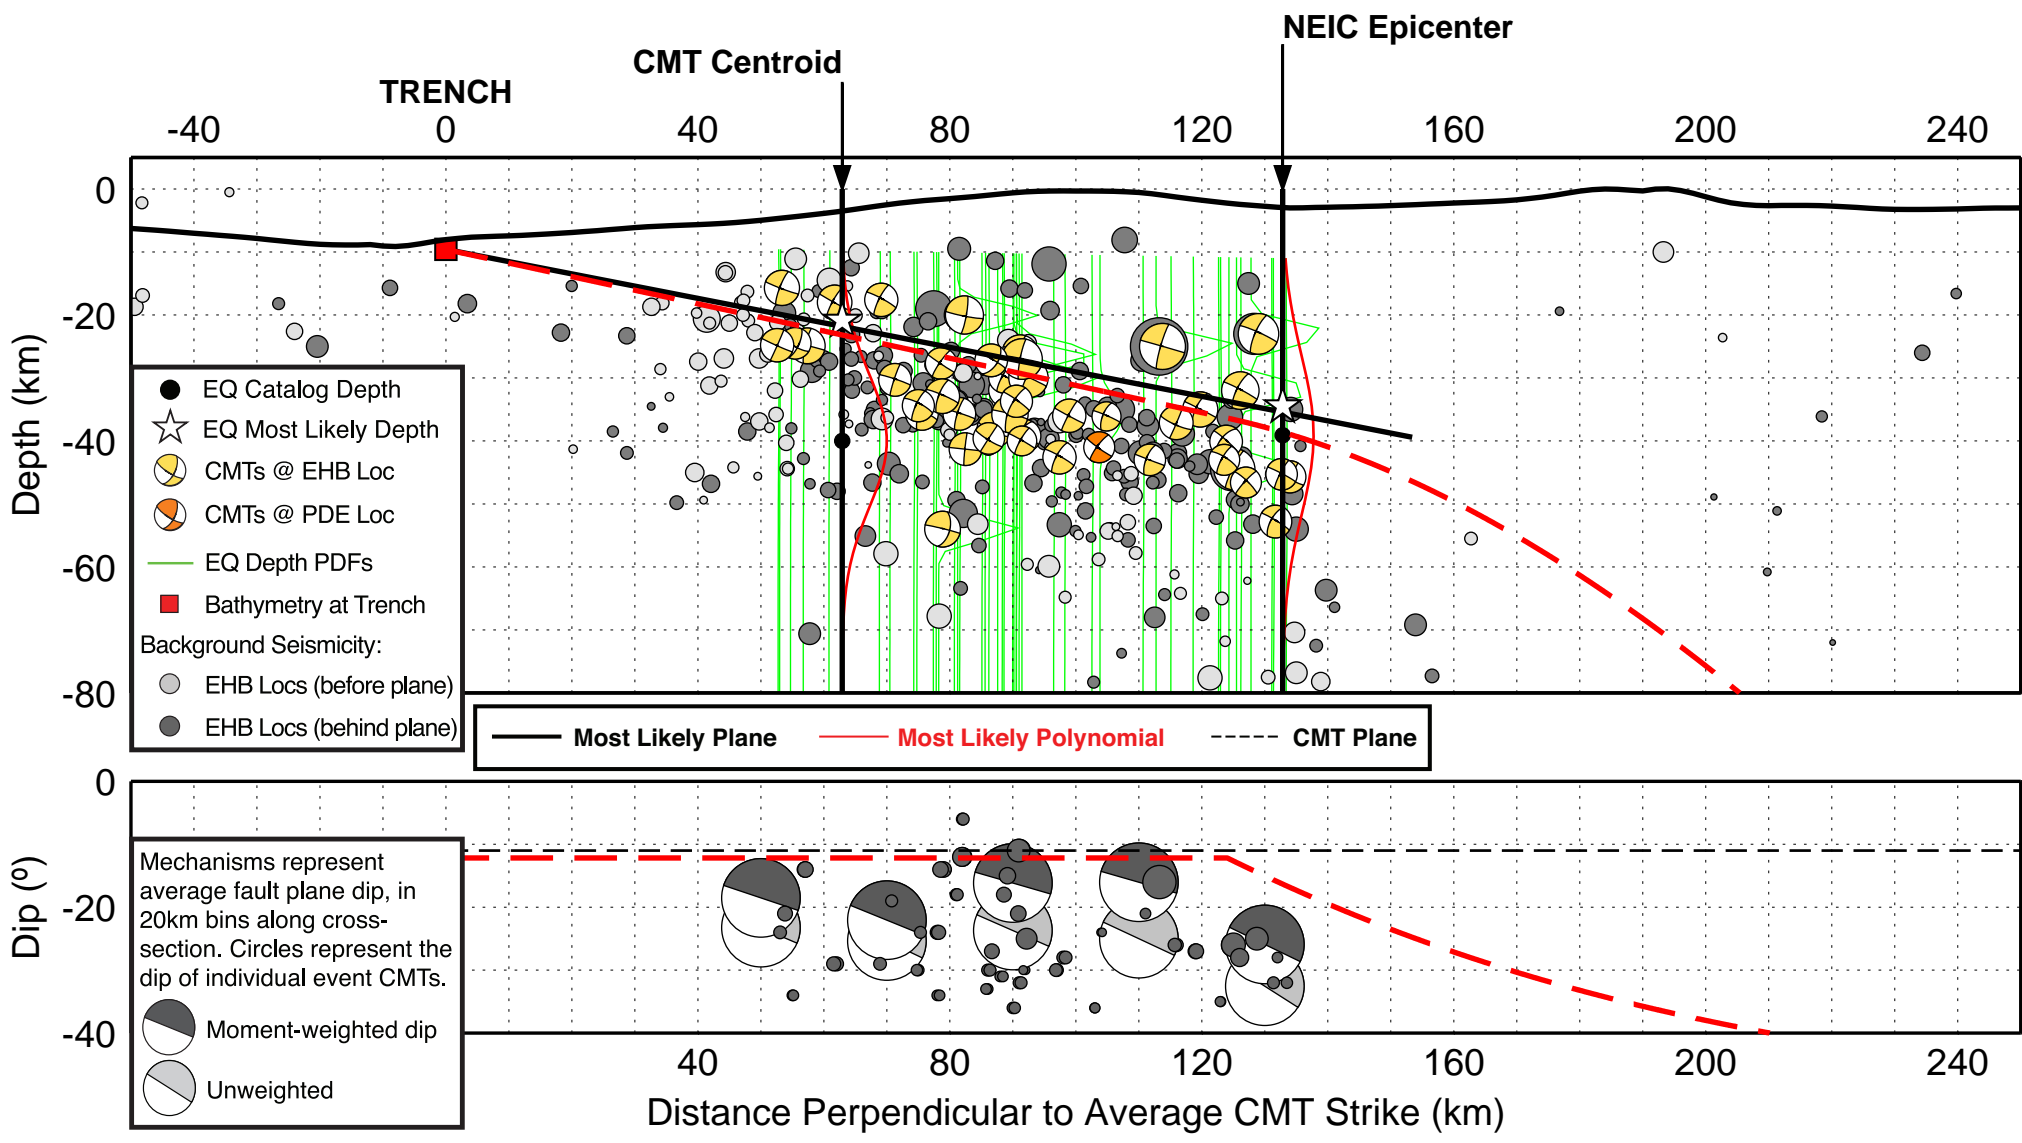 NEIC Epicenter
CMT Centroid
TRENCH
-40 0 40 80 120 160 200 240
0
-20
-40
-60
-80
Depth (km)
EQ Catalog Depth
EQ Most Likely Depth
CMTs @ EHB Loc
CMTs @ PDE Loc
EQ Depth PDFs
Bathymetry at Trench
Background Seismicity:
EHB Locs (before plane)
EHB Locs (behind plane)
Most Likely Plane Most Likely Polynomial CMT Plane
0
-20
-40
Dip (º)
Mechanisms represent
average fault plane dip, in
20km bins along cross-
section. Circles represent the
dip of individual event CMTs.
Moment-weighted dip
Unweighted
40 80 120 160 200 240
Distance Perpendicular to Average CMT Strike (km)